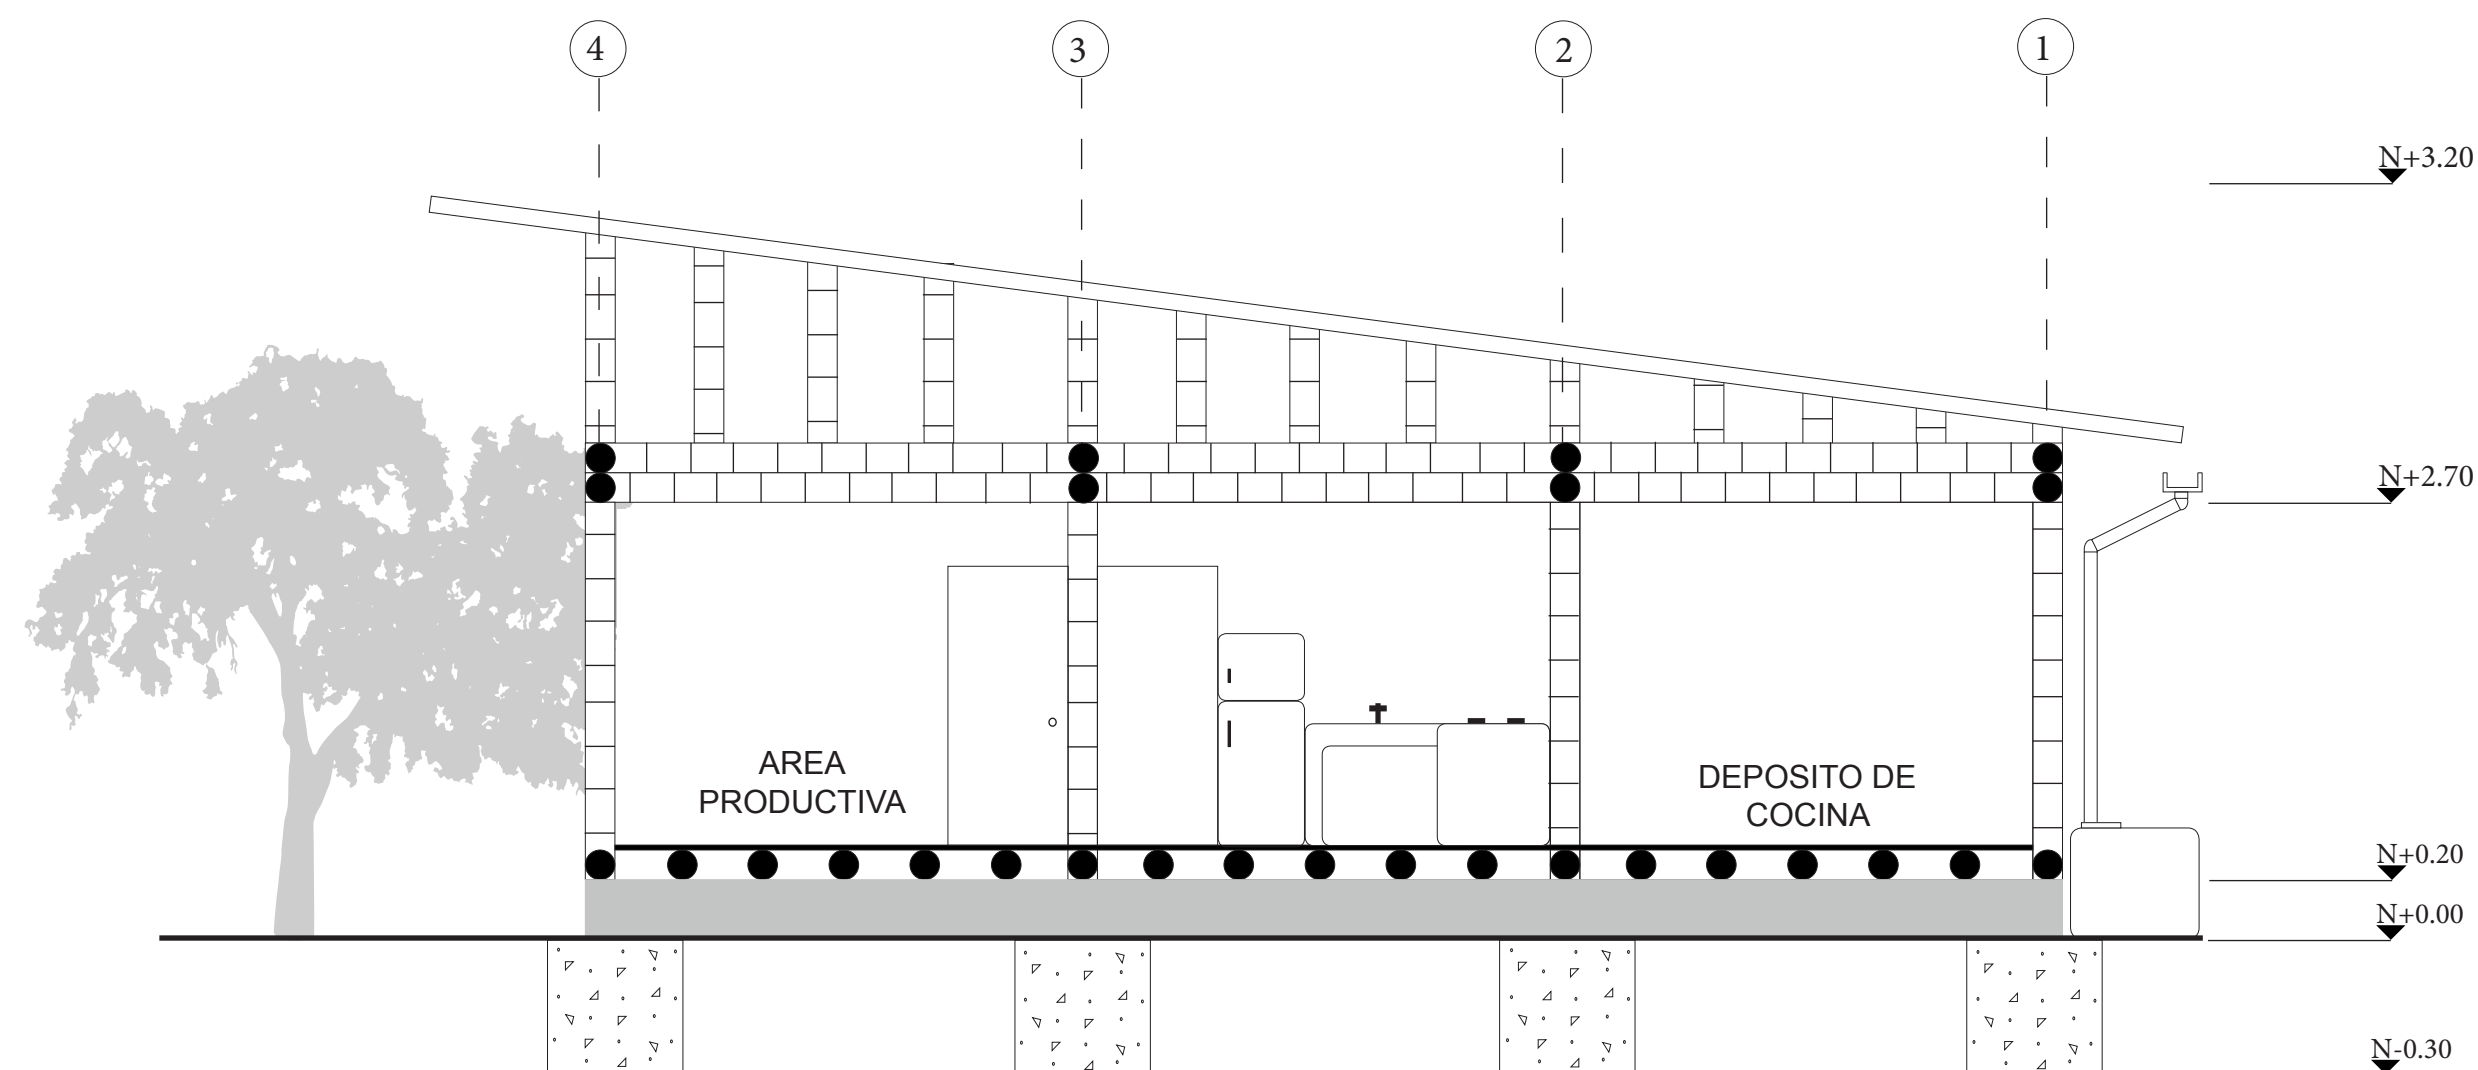 4
3
2
1
N+3.20
N+2.70
AREA
PRODUCTIVA
DEPOSITO DE
COCINA
N+0.20
N+0.00
N-0.30